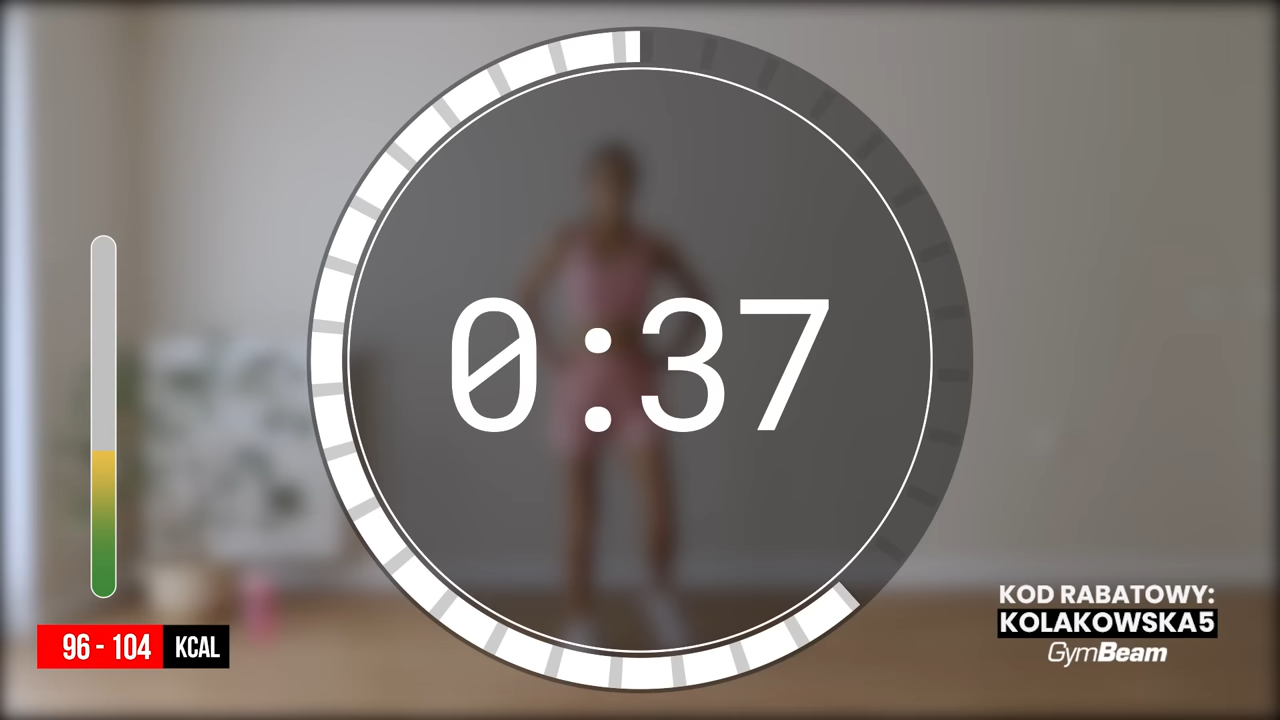 0:37
96 - 104 KCAL
KOD RABATOWY:
KOLAKOWSKA5
GymBeam